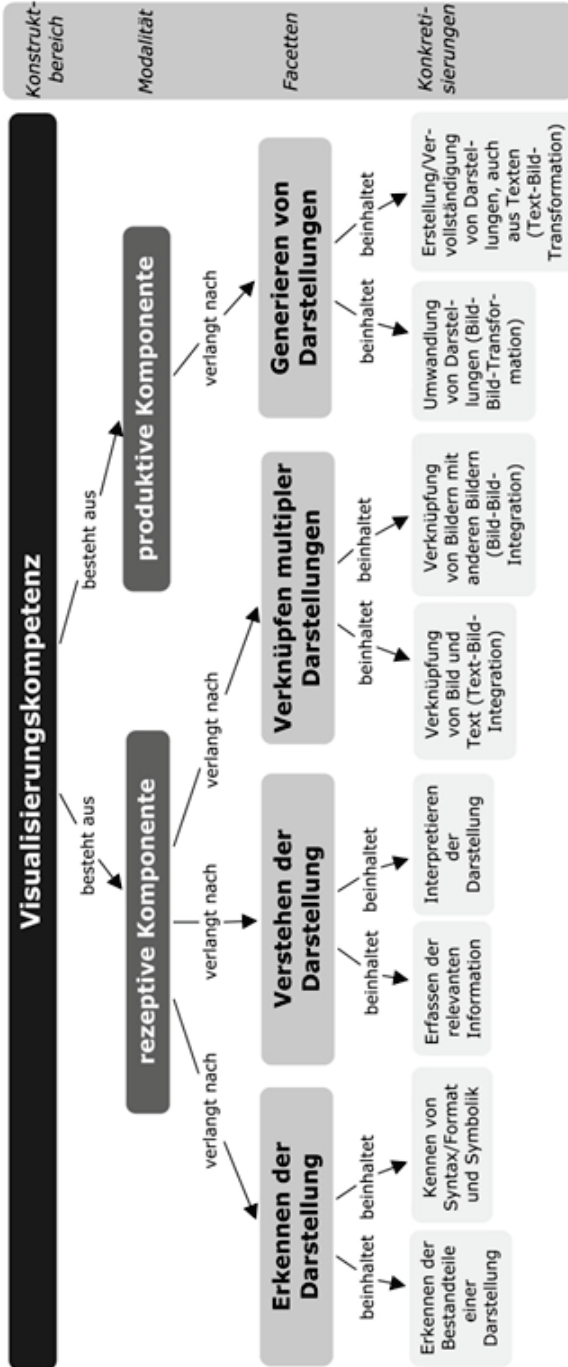 Visualisierungskompetenz
Konstrukt-
bereich
besteht aus
besteht aus
rezeptive Komponente
produktive Komponente
Modalität
verlangt nach
verlangt nach
verlangt nach
verlangt nach
Erkennen der
Darstellung
Verstehen der
Darstellung
Verknüpfen multipler
Darstellungen
Generieren von
Darstellungen
Facetten
beinhaltet
beinhaltet
beinhaltet
beinhaltet
beinhaltet
beinhaltet
beinhaltet
beinhaltet
Erkennen der
Bestandteile
einer
Darstellung
Kennen von
Syntax/Format
und Symbolik
Erfassen der
relevanten
Information
Interpretieren
der
Darstellung
Verknüpfung
von Bild und
Text (Text-Bild-
Integration)
Verknüpfung
von Bildern mit
anderen Bildern
(Bild-Bild-
Integration)
Umwandlung
von Darstel-
lungen (Bild-
Bild-Transfor-
mation)
Erstellung/Ver-
vollständigung
von Darstel-
lungen, auch
aus Texten
(Text-Bild-
Transformation)
Konkreti-
sierungen